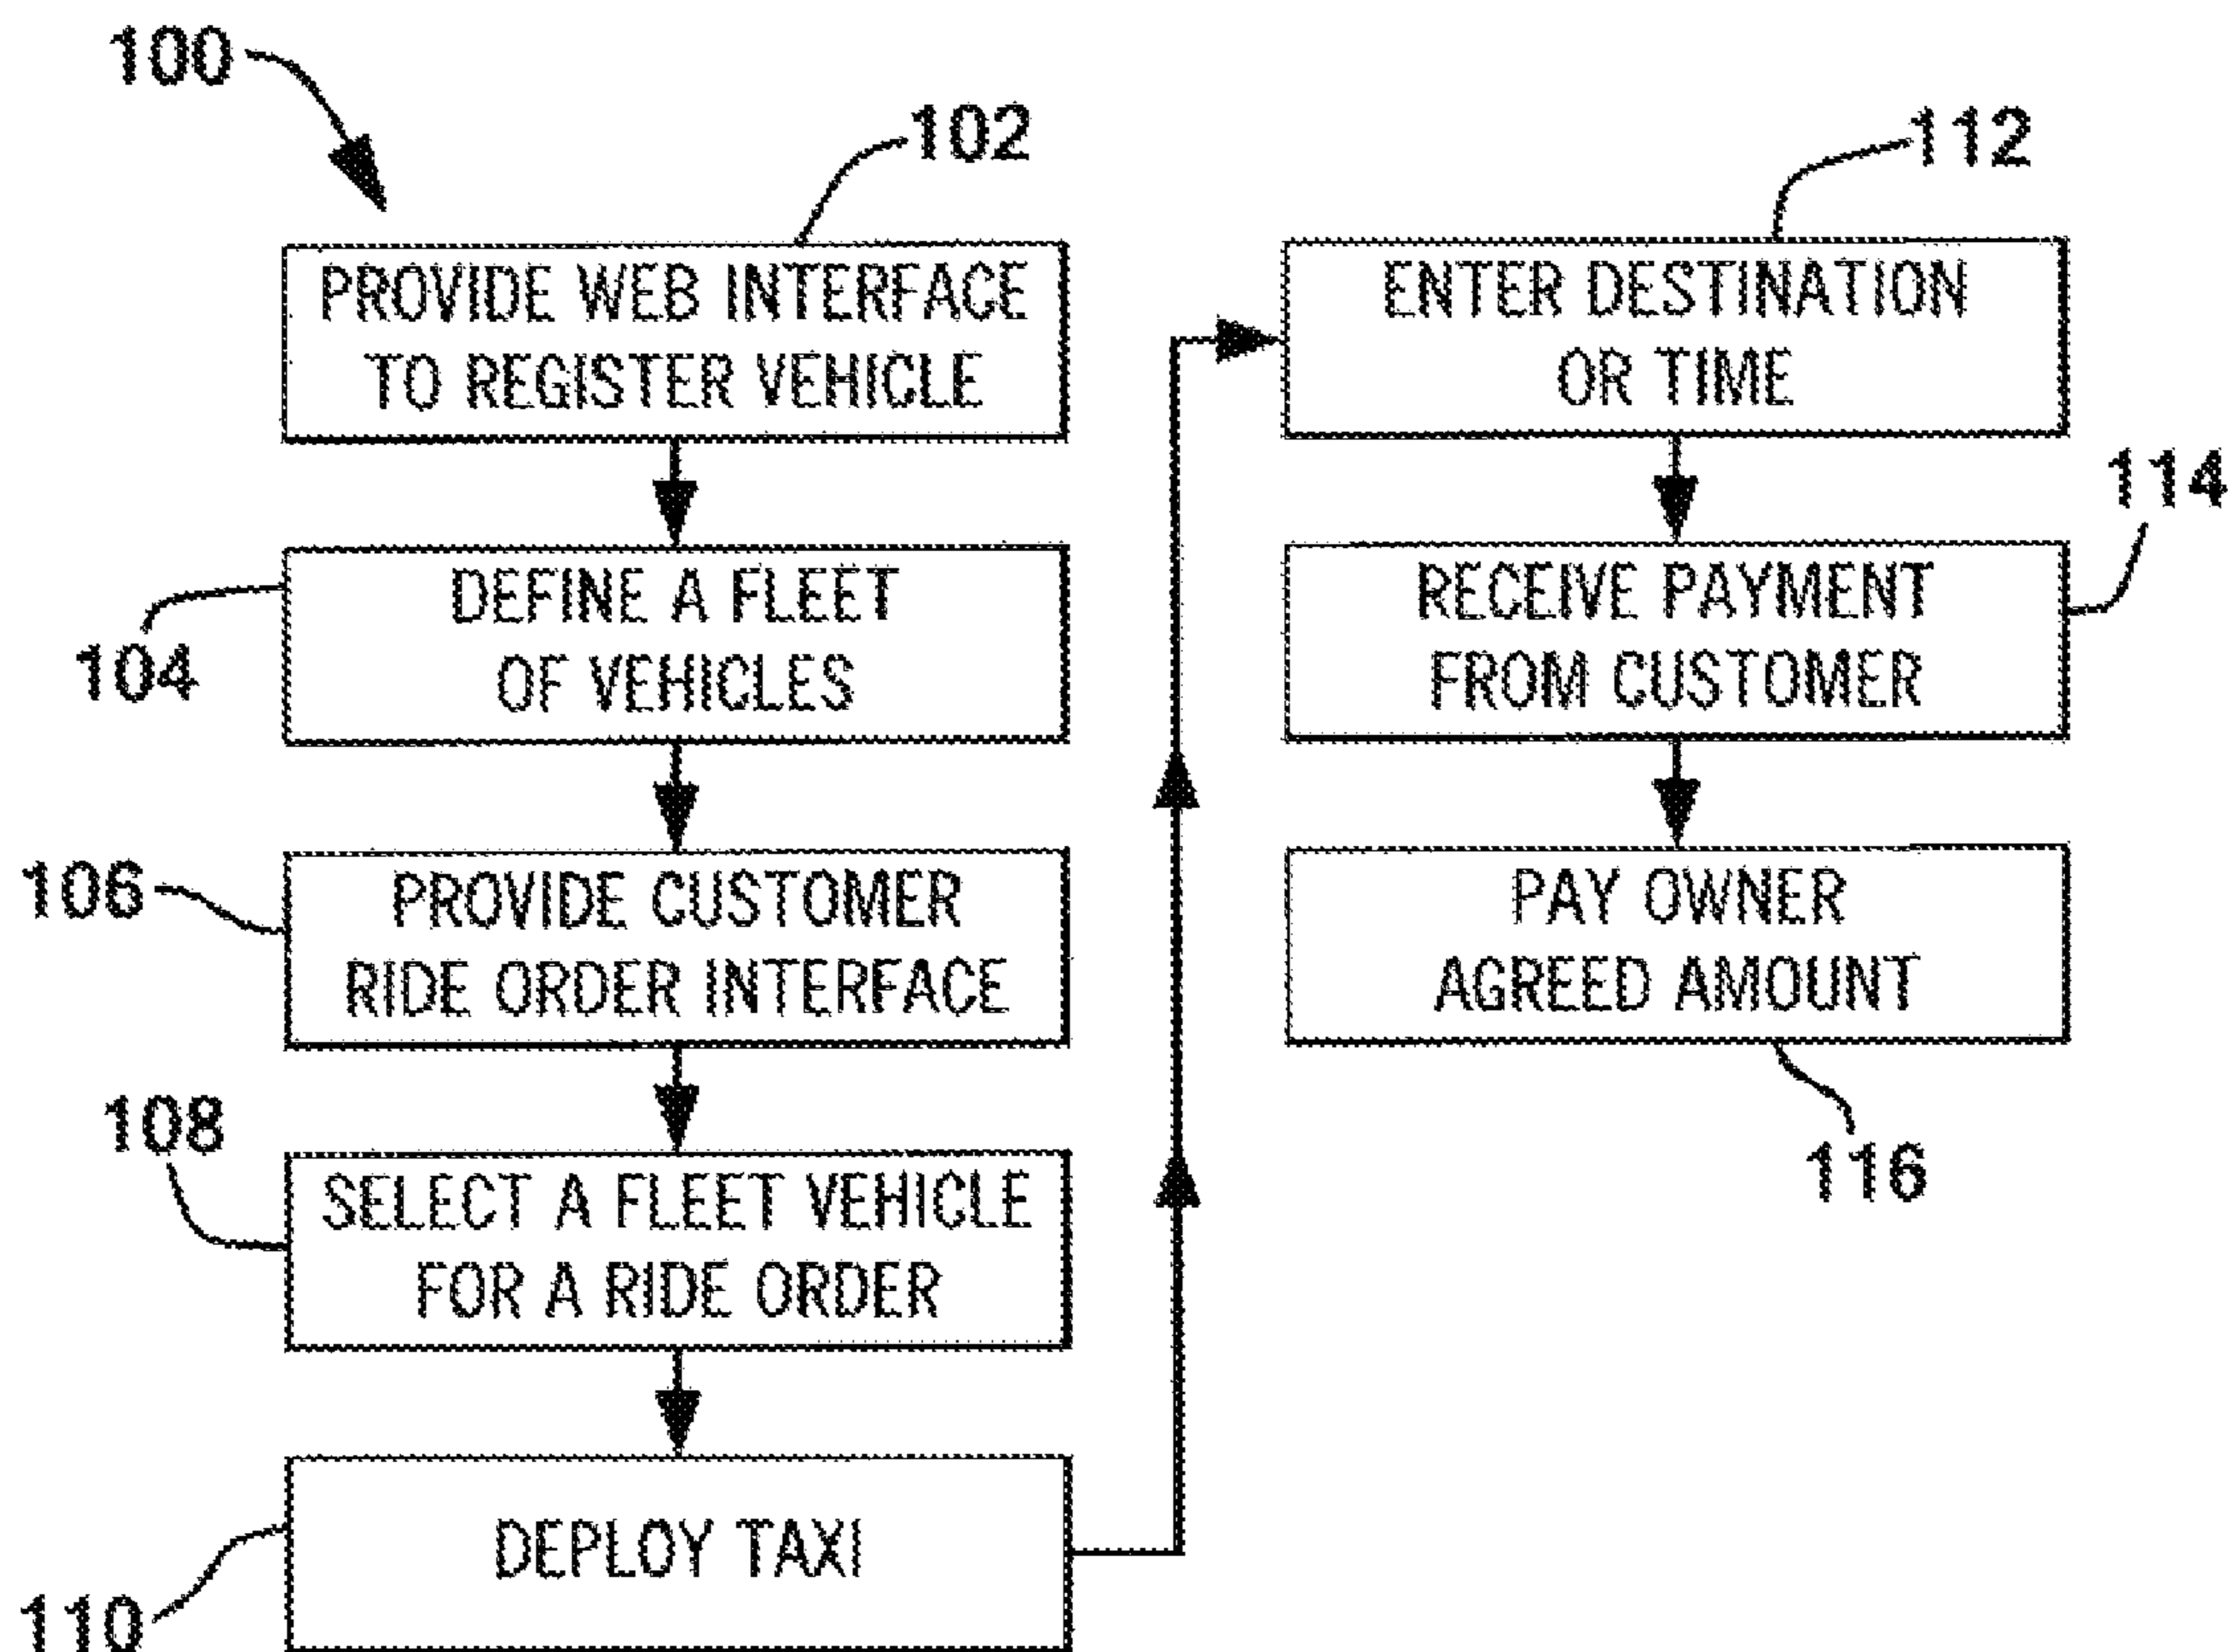 100
102
PROVIDE WEB INTERFACE
TO REGISTER VEHICLE
104
DEFINE A FLEET
OF VEHICLES
106
PROVIDE CUSTOMER
RIDE ORDER INTERFACE
108
SELECT A FLEET VEHICLE
FOR A RIDE ORDER
110
DEPLOY TAXI
112
ENTER DESTINATION
OR TIME
114
RECEIVE PAYMENT
FROM CUSTOMER
PAY OWNER
AGREED AMOUNT
116